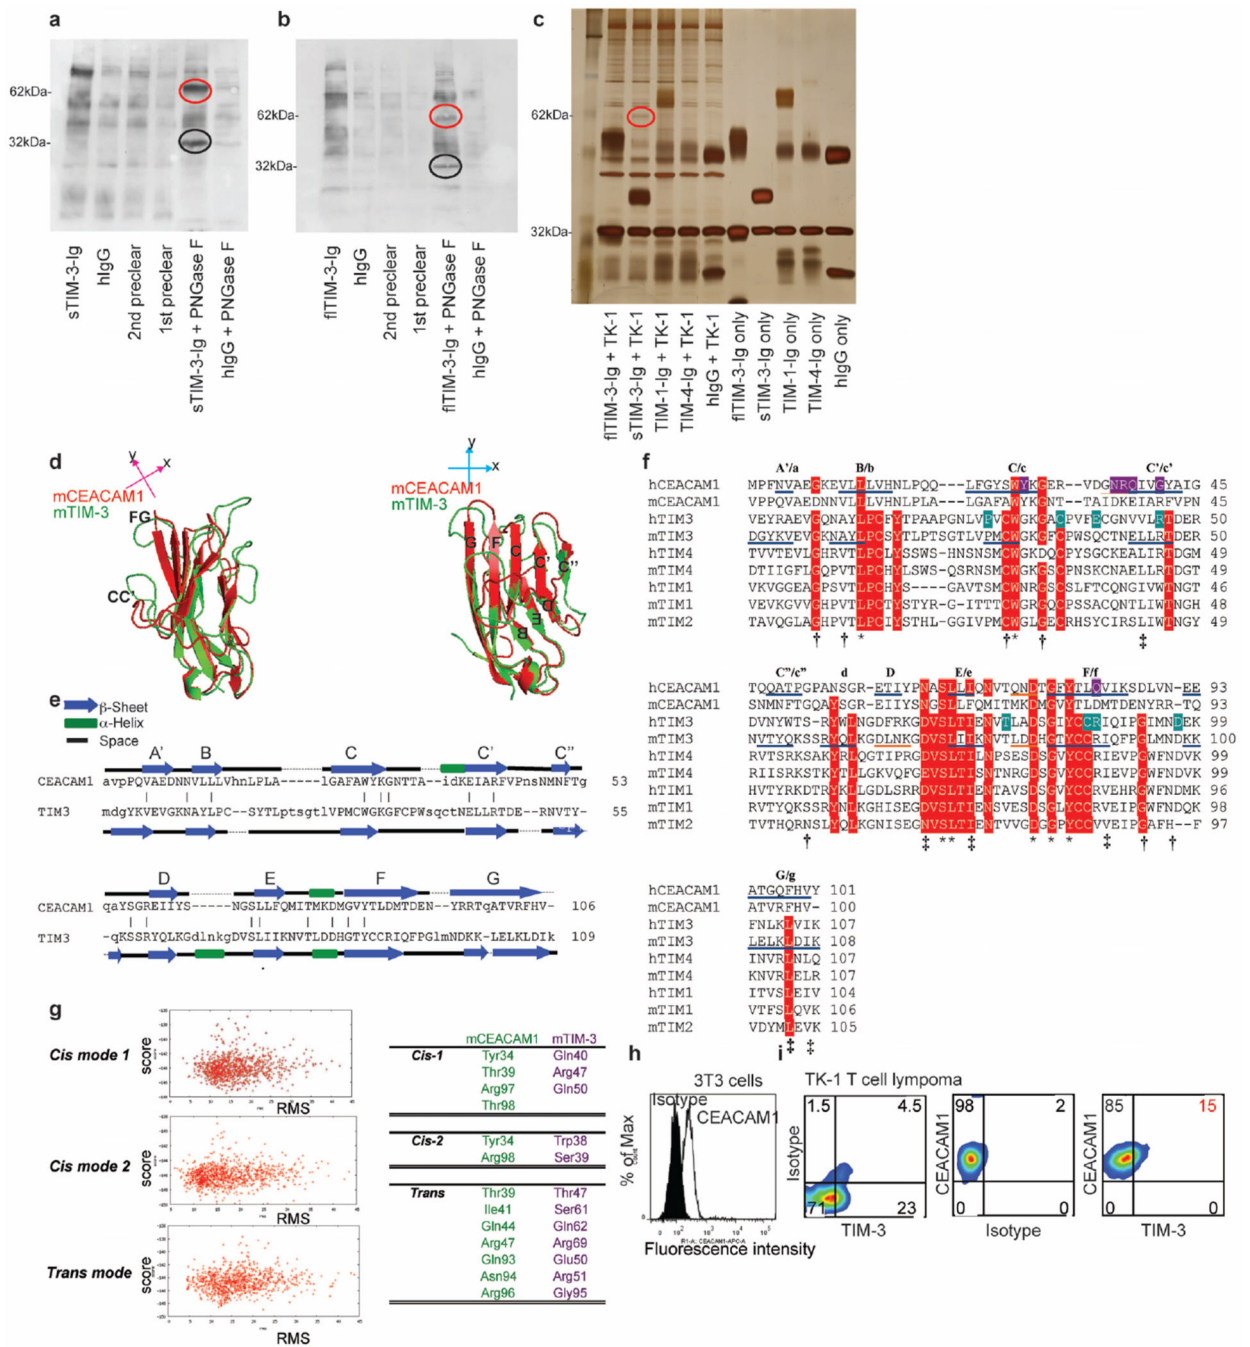 a
62kDa-
32kDa-
sTIM-3-Ig
hIgG
2nd preclear
1st preclear
sTIM-3-Ig + PNGase F
hIgG + PNGase F
b
62kDa-
32kDa-
flTIM-3-Ig
hIgG
2nd preclear
1st preclear
flTIM-3-Ig + PNGase F
hIgG + PNGase F
c
62kDa-
32kDa-
flTIM-3-Ig + TK-1
sTIM-3-Ig + TK-1
TIM-1-Ig + TK-1
TIM-4-Ig + TK-1
hIgG + TK-1
flTIM-3-Ig only
sTIM-3-Ig only
TIM-1-Ig only
TIM-4-Ig only
hIgG only
d
y
x
mCEACAM1
mTIM-3
FG
CC'
y
x
mCEACAM1
mTIM-3
G F C C' C''
D
E
B
e
β-Sheet
α-Helix
Space
A' B C C' C''
CEACAM1 avpPQVAEDNNVLLLVhnLPLA-----lGAFAWYKGNTTA---idKEIARFVPnsNMNFTg 53
TIM3 mdgYKVEVGKNAYLPC--SYTLptsgtlVPMCWGKGFCPWsqctNELLRTDE--RNVTY- 55
D E F G
CEACAM1 qaYSGREIIYS-----NGSLLFQMITMKDMGVYTLDMTDEN--YRRTqATVRFHV- 106
TIM3 -qKSSRYQLKGdlnkgDVSLIIKNVTLDDHGTYCCRIQFPGlmNDKK-LELKLDIk 109
f
A'/a B/b C/c C'/c'
hCEACAM1 MPFNVAEGKEVLLLVHNLPQQ---LFGYSWYKGER---VDGNRQIVGYAIG 45
mCEACAM1 VPPQVAEDNNVLLLVHNLPLA---LGAFAWYKGNT---TAIDKEIARFVPN 45
hTIM3 VEYRAEVGQNAYLPCFYTPAAPGNLVPVCWGKGACPVFECGNVVLRTDER 50
mTIM3 DGYKVEVGKNAYLPCSYTLPTSGTLVPMCWGKGFCPWSQCTNELLRTDER 50
hTIM4 TVVTEVLGHRVTLPCLYSSWS-HNSNSMCWGKDQCPYSGCKEALIRTDGM 49
mTIM4 DTIIGFLGQPVTLPCHYLSWS-QSRNSMCWGKGSCPNSKCNAELLRTDGS 49
hTIM1 VKVGGEAGPSVTLPCHYS----GAVTSMCWNRGSCSLFTCQNGIVWTNGT 46
mTIM1 VEVKGVVGHPVTLPCTYSTYR-G-ITTTCWGRGQCPSSACQNTLIWTNGH 48
mTIM2 TAVQGLAGHPVTLPCIYSTHL-GGIVPMCWGLGECRHSYCIRSLIWTNGY 49
† † * † * † ‡
C''/c'' d D E/e F/f
hCEACAM1 TQQATPGPANSGR-ETIYPNASLLIQNVTQNDTGFYTLQVIKSDLVN--EE 93
mCEACAM1 SNMNFTGQAYSGR-EIIYSNGSLLFQMITMKDMGVYTLDMTDENYRR--TQ 93
hTIM3 DVNYWTS-RYWLNGDFRKGDVSLTIENVTLADSGIYCCRIQIPGIMNDEK 99
mTIM3 NVTYQKSSRYQLKGDLNKGDVSLIIKNVTLDDHGTYCCRIQFPGLMNDKK 100
hTIM4 RVTSRKSAKYRLQGTIPRGDVSLTILNPSESDSGVYCCRIEVPGWFNDVK 99
mTIM4 RIISRKSTKYTLLGKVQFGEVSLTISNTNRGDSGVYCCRIEVPGWFNDVK 99
hTIM1 HVTYRKDTRYKLLGDLSRRDVSLTIENTAVSDSGVYCCRVEHRGWFNDMK 96
mTIM1 RVTYQKSSRYNLKGHISEGDVSLTIENSVESDSGLYCCRVEIPGWFNDQK 98
mTIM2 TVTHQRNSLYQLKGNISEGNVSLTIENTVVGDGGPYCCVVEIPGAFH--F 97
† ‡ ** ‡ * * * ‡ † †
G/g
hCEACAM1 ATGQFHVY 101
mCEACAM1 ATVRFHV- 100
hTIM3 FNLKLVIK 107
mTIM3 LELKLDIK 108
hTIM4 INVRLNLQ 107
mTIM4 KNVRLELR 107
hTIM1 ITVSLEIV 104
mTIM1 VTFSLQVK 106
mTIM2 VDYMLEVK 105
‡ ‡
g
Cis mode 1
score
RMS
Cis mode 2
score
RMS
Trans mode
score
RMS
mCEACAM1 mTIM-3
Cis-1 Tyr34 Gln40
Thr39 Arg47
Arg97 Gln50
Thr98
Cis-2 Tyr34 Trp38
Arg98 Ser39
Trans Thr39 Thr47
Ile41 Ser61
Gln44 Gln62
Arg47 Arg69
Gln93 Glu50
Asn94 Arg51
Arg96 Gly95
h
3T3 cells
Isotype
CEACAM1
% of Max
Fluorescence intensity
i
TK-1 T cell lympoma
1.5 4.5
71 23
Isotype
TIM-3
98 2
0 0
CEACAM1
Isotype
85 15
0 0
CEACAM1
TIM-3